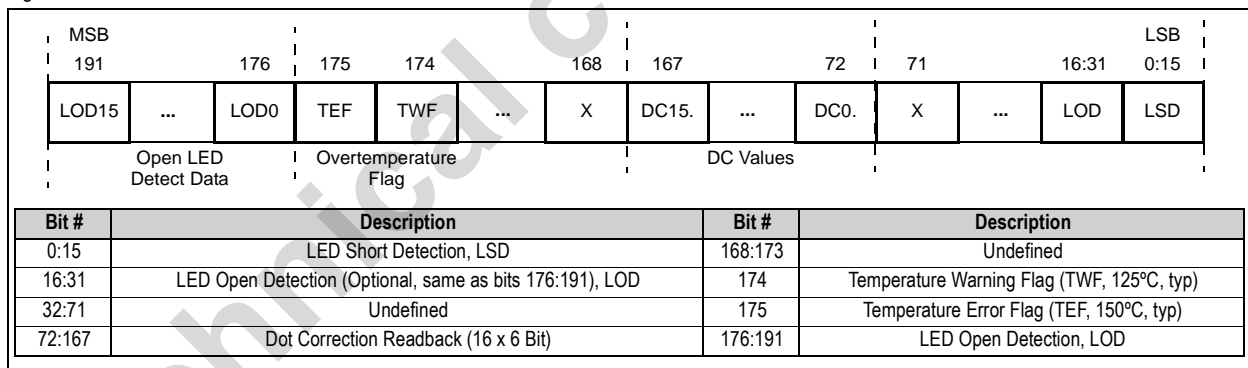 MSB LSB
191 176 175 174 168 167 72 71 16:31 0:15
LOD15 ... LOD0 TEF TWF ... X DC15. ... DC0. X ... LOD LSD
Open LED Detect Data
Overtemperature Flag
DC Values
Bit # Description Bit # Description
0:15 LED Short Detection, LSD 168:173 Undefined
16:31 LED Open Detection (Optional, same as bits 176:191), LOD 174 Temperature Warning Flag (TWF, 125ºC, typ)
32:71 Undefined 175 Temperature Error Flag (TEF, 150ºC, typ)
72:167 Dot Correction Readback (16 x 6 Bit) 176:191 LED Open Detection, LOD